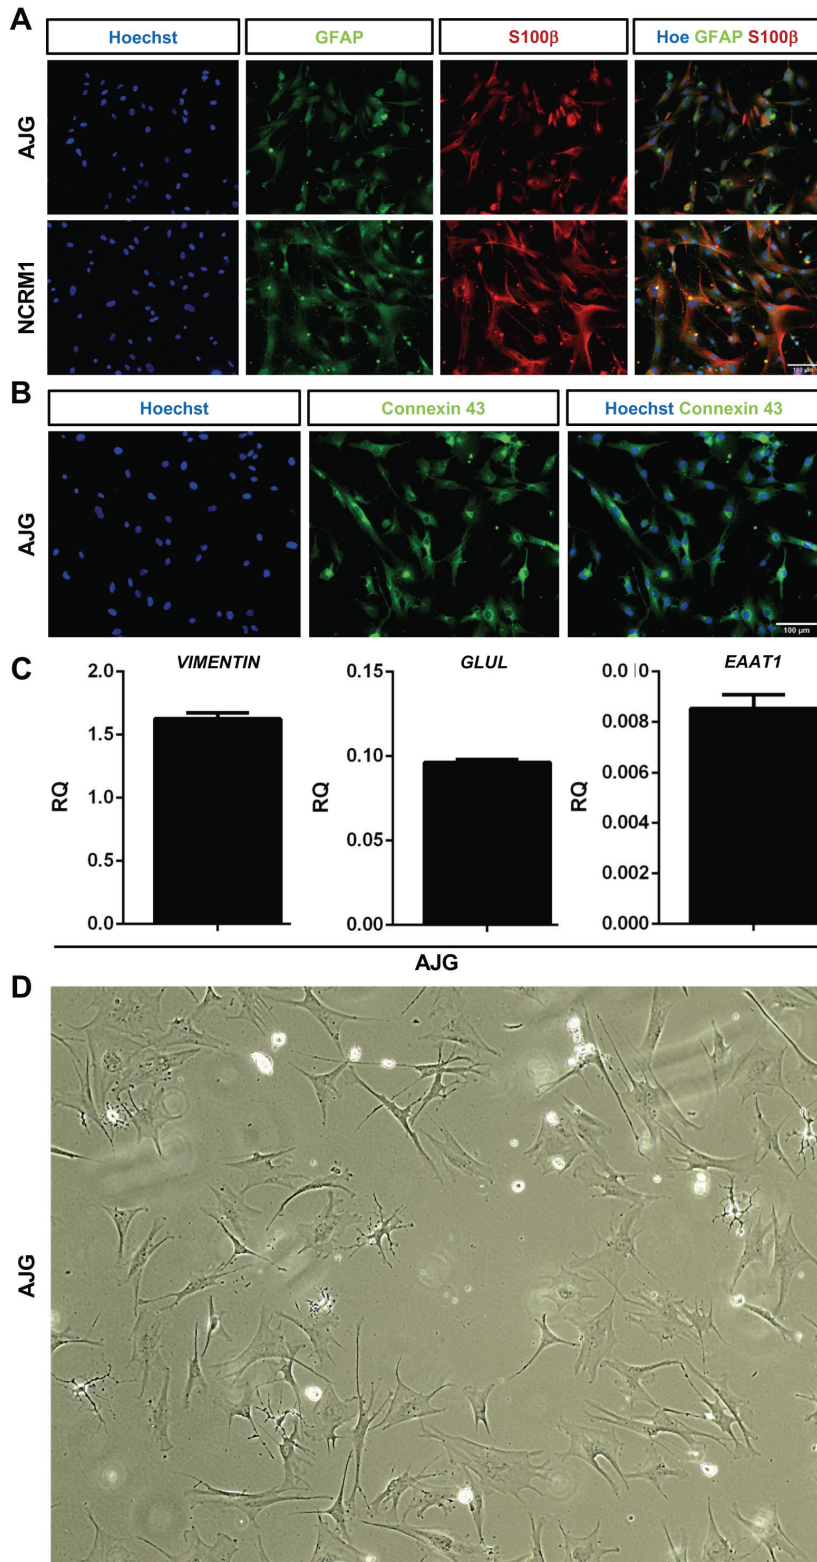 A
Hoechst
GFAP
S100β
Hoe GFAP S100β
AJG
NCRM1
100 µm
B
Hoechst
Connexin 43
Hoechst Connexin 43
AJG
100 µm
C
VIMENTIN
2.0
1.5
1.0
0.5
0.0
RQ
GLUL
0.15
0.10
0.05
0.00
RQ
EAAT1
0.010
0.008
0.006
0.004
0.002
0.000
RQ
AJG
D
AJG